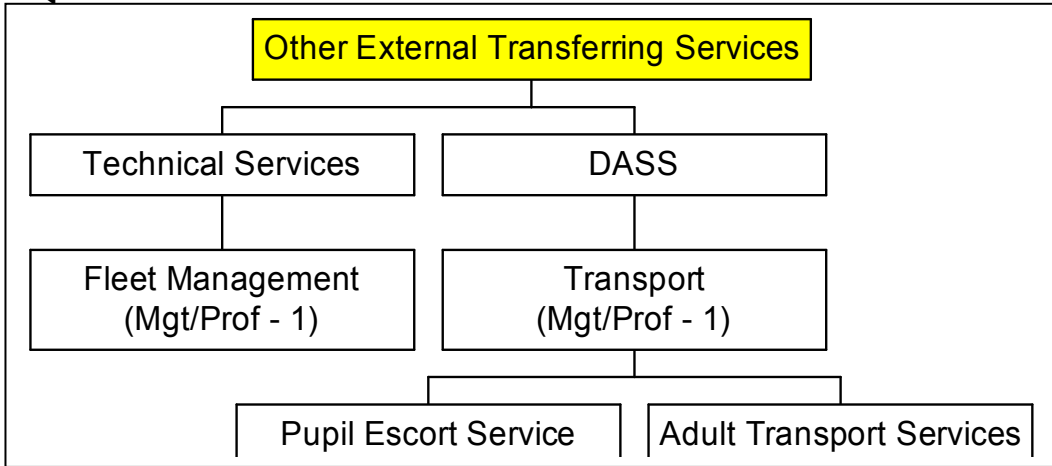 Other External Transferring Services
Technical Services
DASS
Fleet Management
(Mgt/Prof - 1)
Transport
(Mgt/Prof - 1)
Pupil Escort Service
Adult Transport Services